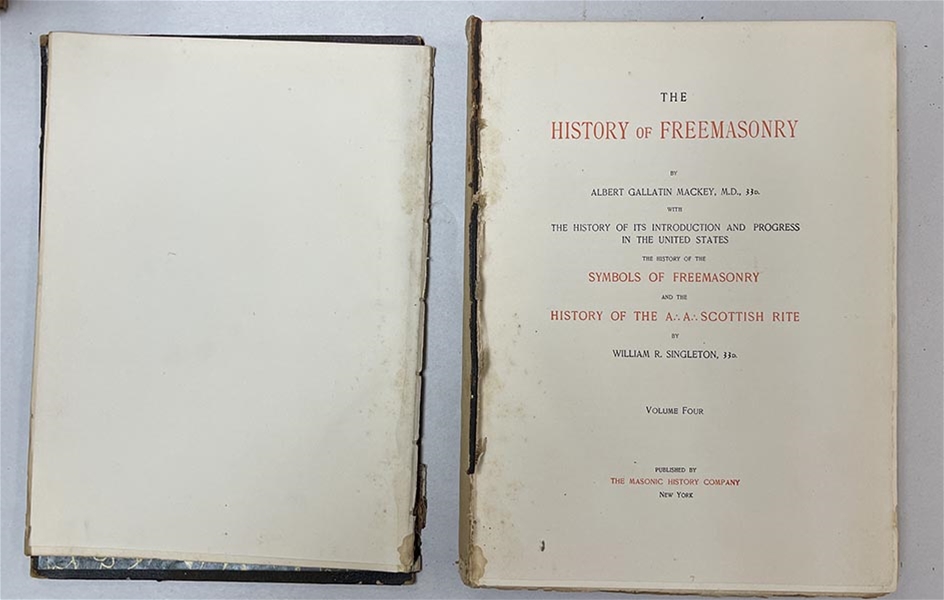 THE
HISTORY OF FREEMASONRY
BY
ALBERT GALLATIN MACKEY, M.D., 33D.
WITH
THE HISTORY OF ITS INTRODUCTION AND PROGRESS
IN THE UNITED STATES
THE HISTORY OF THE
SYMBOLS OF FREEMASONRY
AND THE
HISTORY OF THE A∴A∴SCOTTISH RITE
BY
WILLIAM R. SINGLETON, 33D.
VOLUME FOUR
PUBLISHED BY
THE MASONIC HISTORY COMPANY
NEW YORK